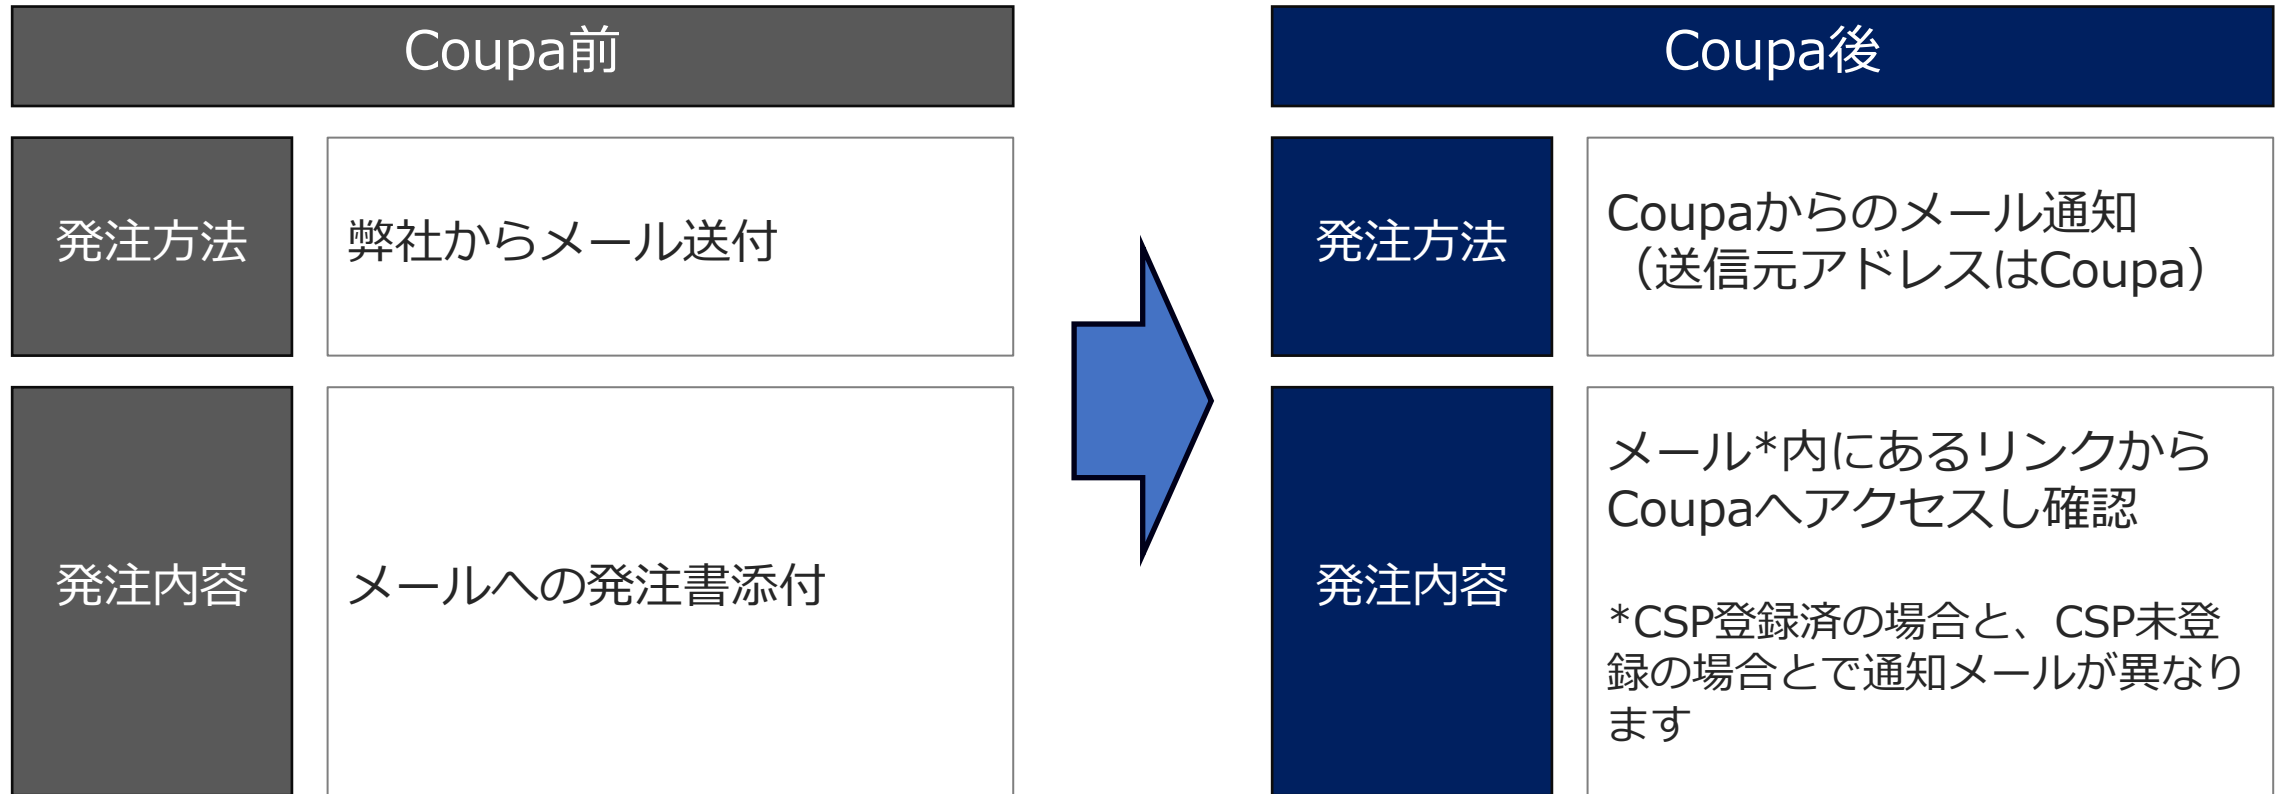 Coupa前
発注方法
弊社からメール送付
発注内容
メールへの発注書添付
Coupa後
発注方法
Coupaからのメール通知
（送信元アドレスはCoupa）
発注内容
メール*内にあるリンクから
Coupaへアクセスし確認
*CSP登録済の場合と、CSP未登
録の場合とで通知メールが異なり
ます